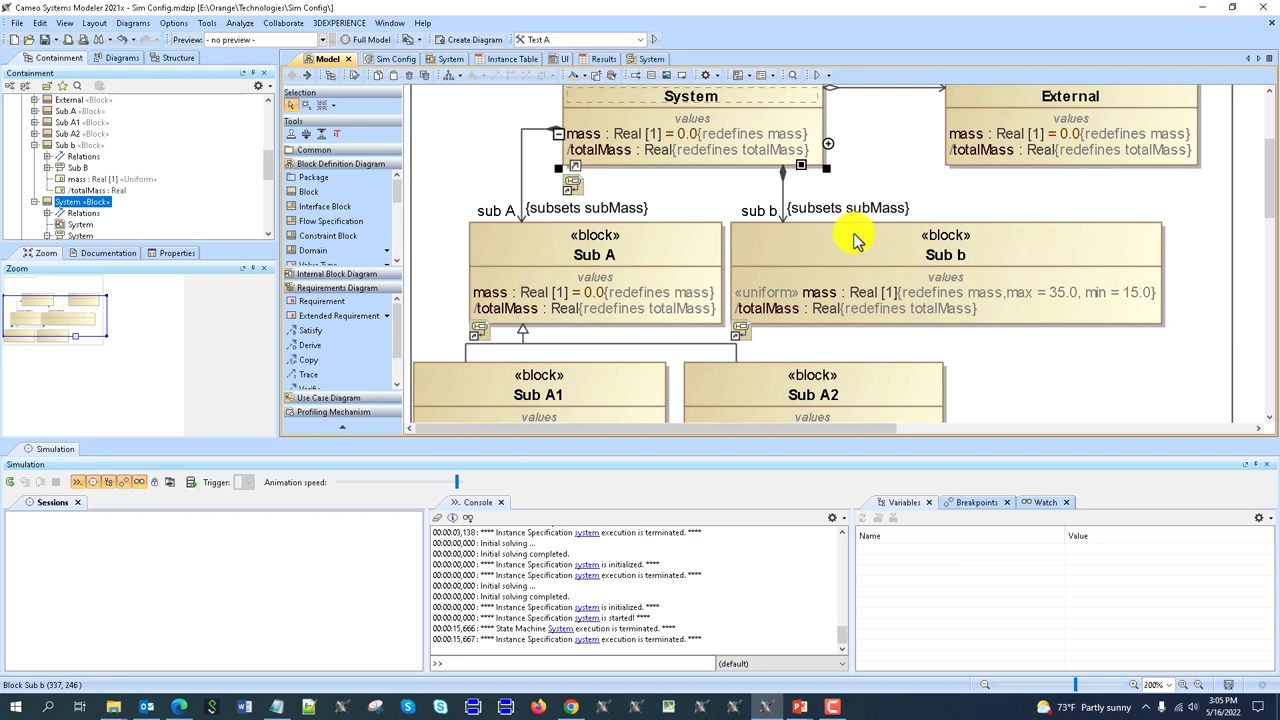 Cameo Systems Modeler 2021x - Sim Config.mdzip [E:\Orange\Technologies\Sim Config\]
File Edit View Layout Diagrams Options Tools Analyze Collaborate 3DEXPERIENCE Window Help
Preview: - no preview - Full Model Create Diagram Test A
Containment Diagrams Structure
Model Sim Config System Instance Table UI Results System
Containment
External «Block»
Sub A «Block»
Sub A1 «Block»
Sub A2 «Block»
Sub b «Block»
Relations
Sub B
mass : Real [1] «Uniform»
/totalMass : Real
System «Block»
Relations
System
System
Zoom Documentation Properties
Zoom
Selection
Tools
Common
Block Definition Diagram
Package
Block
Interface Block
Flow Specification
Constraint Block
Domain
Value Type
Internal Block Diagram
Requirements Diagram
Requirement
Extended Requirement
Satisfy
Derive
Copy
Trace
Verify
Use Case Diagram
Profiling Mechanism
System
values
mass : Real [1] = 0.0{redefines mass}
/totalMass : Real{redefines totalMass}
External
values
mass : Real [1] = 0.0{redefines mass}
/totalMass : Real{redefines totalMass}
sub A {subsets subMass}
sub b {subsets subMass}
«block»
Sub A
values
mass : Real [1] = 0.0{redefines mass}
/totalMass : Real{redefines totalMass}
«block»
Sub b
values
«uniform» mass : Real [1]{redefines mass,max = 35.0, min = 15.0}
/totalMass : Real{redefines totalMass}
«block»
Sub A1
values
«block»
Sub A2
values
Simulation
Simulation
Trigger: Animation speed:
Sessions
Console
00:00:03,138 : **** Instance Specification system execution is terminated. ****
00:00:00,000 : Initial solving ...
00:00:00,000 : Initial solving completed.
00:00:00,000 : **** Instance Specification system is initialized. ****
00:00:00,000 : **** Instance Specification system execution is terminated. ****
00:00:00,000 : Initial solving ...
00:00:00,000 : Initial solving completed.
00:00:00,000 : **** Instance Specification system is initialized. ****
00:00:00,000 : **** Instance Specification system is started! ****
00:00:15,666 : **** State Machine System execution is terminated. ****
00:00:15,667 : **** Instance Specification system execution is terminated. ****
>> (default)
Variables Breakpoints Watch
Name Value
Block Sub b (337, 246)
200%
73°F Partly sunny
3:05 PM
5/16/2022